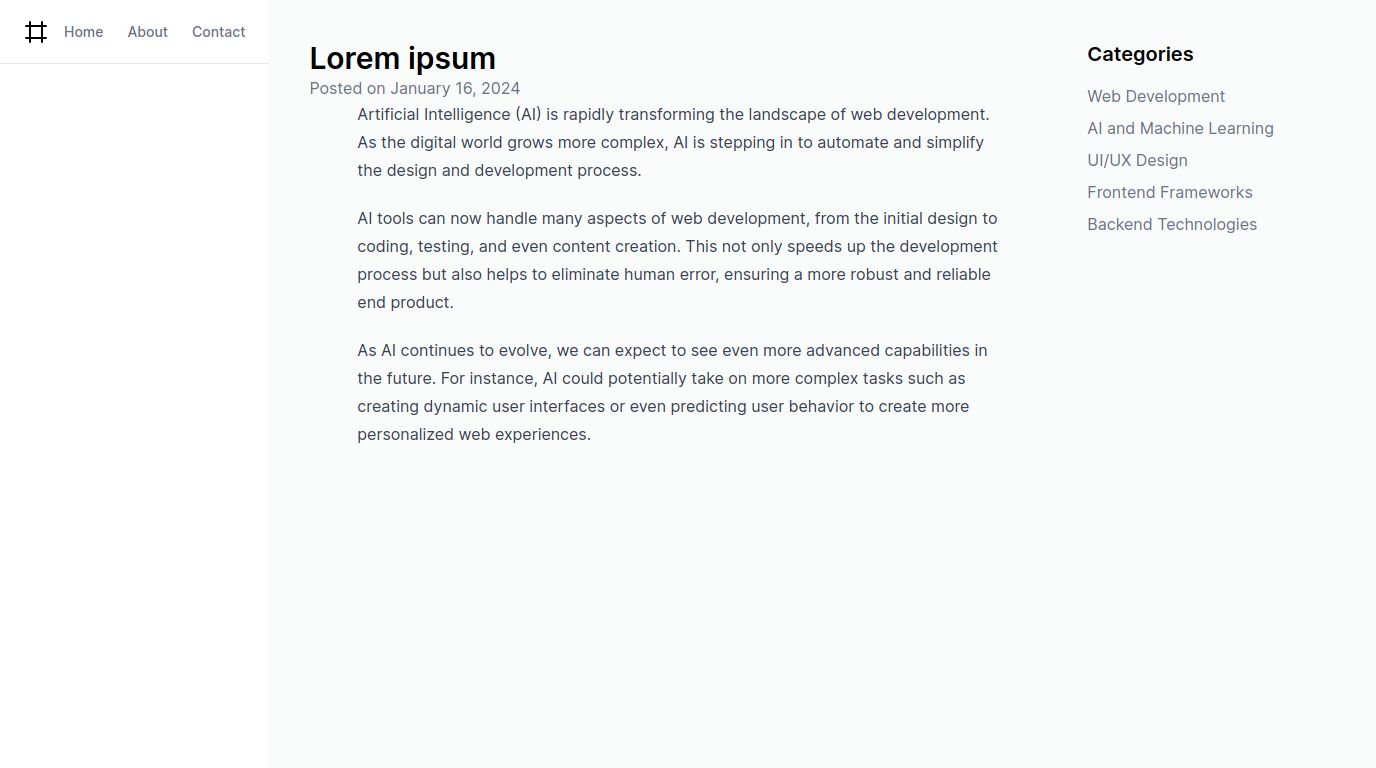 Home About Contact
Lorem ipsum
Posted on January 16, 2024
Artificial Intelligence (AI) is rapidly transforming the landscape of web development.
As the digital world grows more complex, AI is stepping in to automate and simplify
the design and development process.
AI tools can now handle many aspects of web development, from the initial design to
coding, testing, and even content creation. This not only speeds up the development
process but also helps to eliminate human error, ensuring a more robust and reliable
end product.
As AI continues to evolve, we can expect to see even more advanced capabilities in
the future. For instance, AI could potentially take on more complex tasks such as
creating dynamic user interfaces or even predicting user behavior to create more
personalized web experiences.
Categories
Web Development
AI and Machine Learning
UI/UX Design
Frontend Frameworks
Backend Technologies